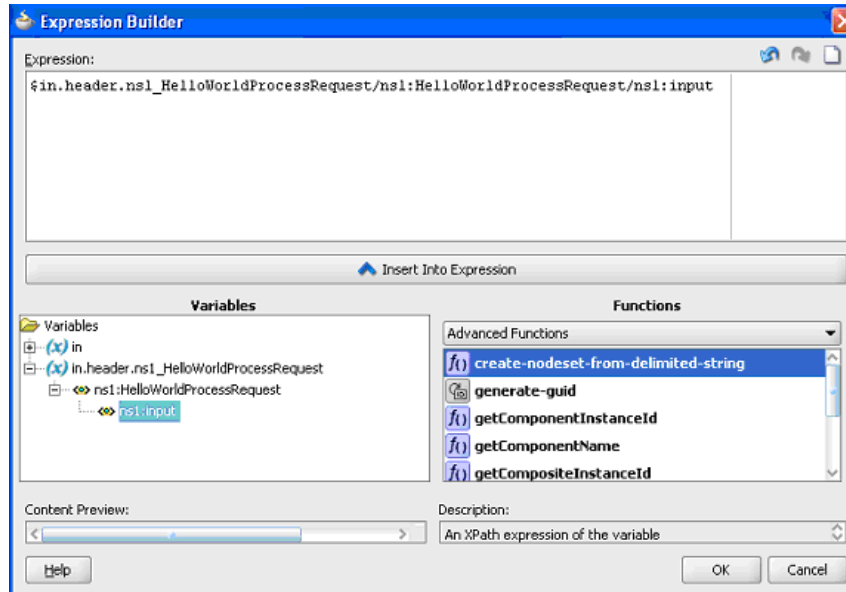 Expression Builder
Expression:
$in.header.ns1_HelloWorldProcessRequest/ns1:HelloWorldProcessRequest/ns1:input
Insert Into Expression
Variables
Functions
Variables
(x) in
(x) in.header.ns1_HelloWorldProcessRequest
ns1:HelloWorldProcessRequest
ns1:input
Advanced Functions
f() create-nodeset-from-delimited-string
generate-guid
f() getComponentInstanceId
f() getComponentName
f() getCompositeInstanceId
Content Preview:
Description:
An XPath expression of the variable
Help
OK
Cancel